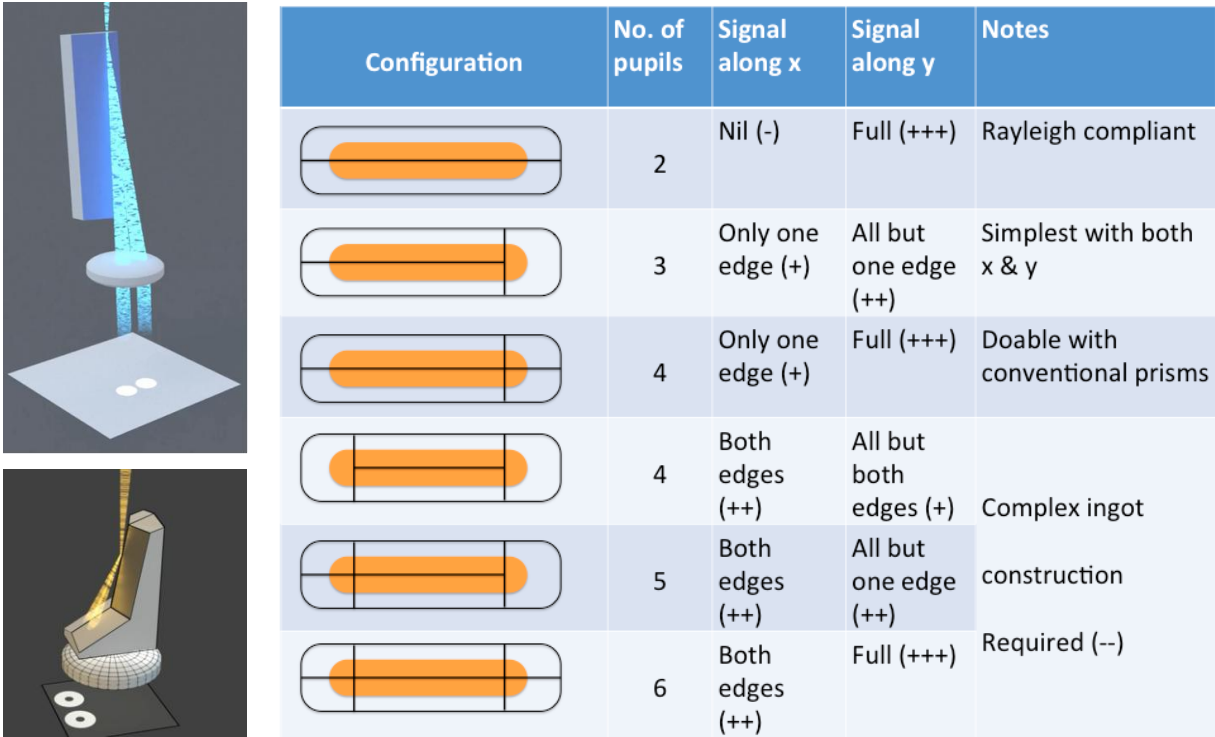 Configuration
No. of
pupils
Signal
along x
Signal
along y
Notes
2
Nil (-)
Full (+++)
Rayleigh compliant
3
Only one
edge (+)
All but
one edge
(++)
Simplest with both
x & y
4
Only one
edge (+)
Full (+++)
Doable with
conventional prisms
4
Both
edges
(++)
All but
both
edges (+)
Complex ingot
construction
Required (--)
5
Both
edges
(++)
All but
one edge
(++)
6
Both
edges
(++)
Full (+++)